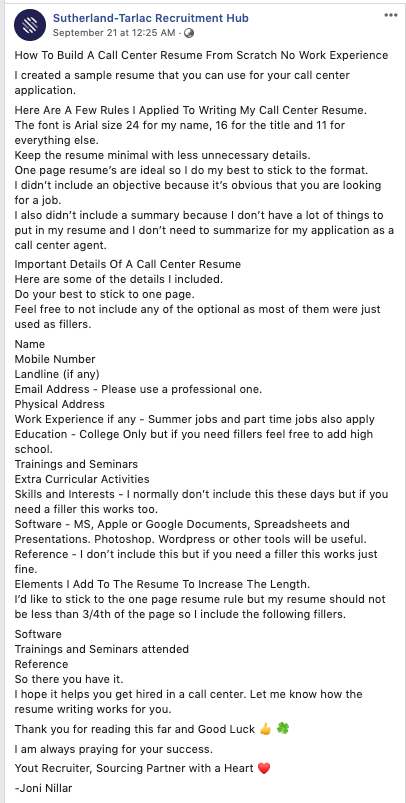 Sutherland-Tarlac Recruitment Hub
September 21 at 12:25 AM ·
How To Build A Call Center Resume From Scratch No Work Experience
I created a sample resume that you can use for your call center
application.
Here Are A Few Rules I Applied To Writing My Call Center Resume.
The font is Arial size 24 for my name, 16 for the title and 11 for
everything else.
Keep the resume minimal with less unnecessary details.
One page resume's are ideal so I do my best to stick to the format.
I didn't include an objective because it's obvious that you are looking
for a job.
I also didn't include a summary because I don't have a lot of things to
put in my resume and I don't need to summarize for my application as a
call center agent.
Important Details Of A Call Center Resume
Here are some of the details I included.
Do your best to stick to one page.
Feel free to not include any of the optional as most of them were just
used as fillers.
Name
Mobile Number
Landline (if any)
Email Address - Please use a professional one.
Physical Address
Work Experience if any - Summer jobs and part time jobs also apply
Education - College Only but if you need fillers feel free to add high
school.
Trainings and Seminars
Extra Curricular Activities
Skills and Interests - I normally don't include this these days but if you
need a filler this works too.
Software - MS, Apple or Google Documents, Spreadsheets and
Presentations. Photoshop. Wordpress or other tools will be useful.
Reference - I don't include this but if you need a filler this works just
fine.
Elements I Add To The Resume To Increase The Length.
I'd like to stick to the one page resume rule but my resume should not
be less than 3/4th of the page so I include the following fillers.
Software
Trainings and Seminars attended
Reference
So there you have it.
I hope it helps you get hired in a call center. Let me know how the
resume writing works for you.
Thank you for reading this far and Good Luck 👍 🍀
I am always praying for your success.
Yout Recruiter, Sourcing Partner with a Heart ❤️
-Joni Nillar